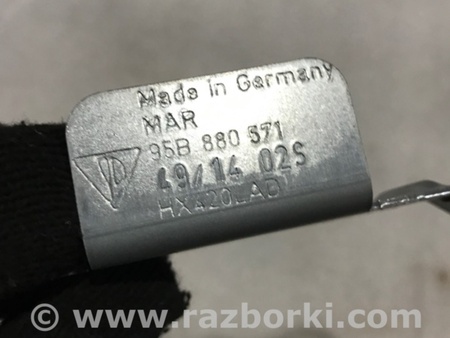 Made in Germany
MAR
95B 880 571
49/14 02S
HX420LAD
© www.razborki.com